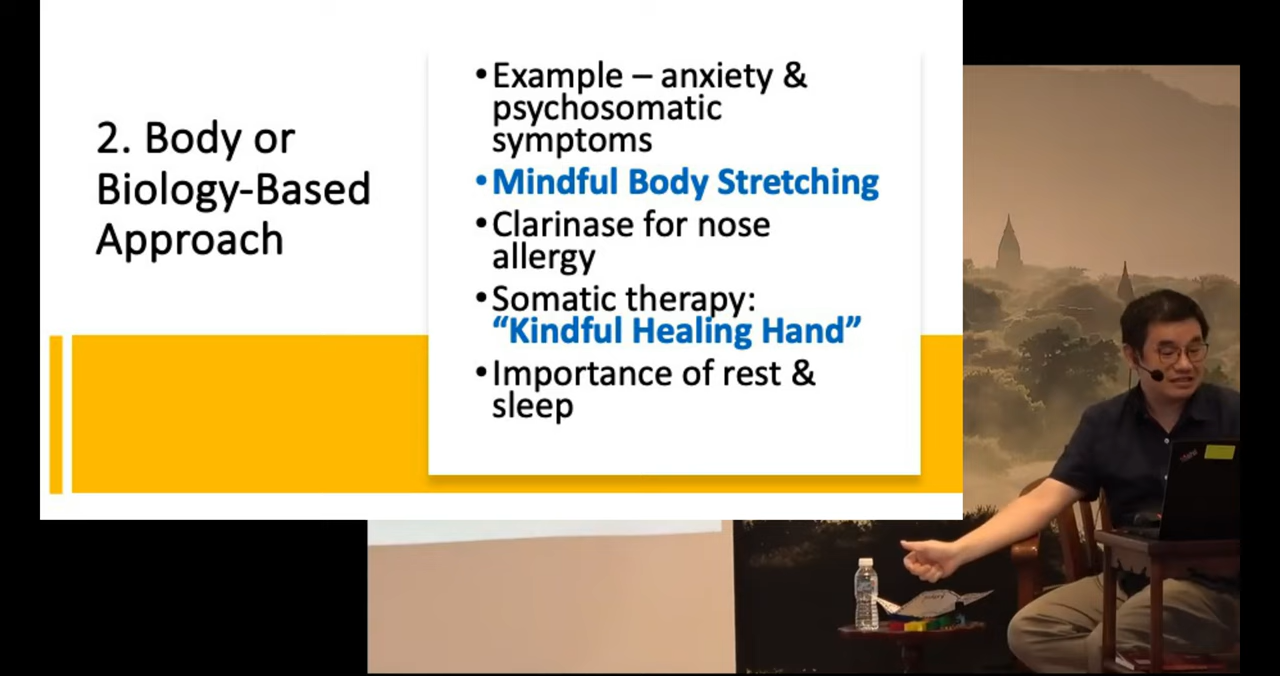 2. Body or
Biology-Based
Approach
•Example – anxiety &
psychosomatic
symptoms
•Mindful Body Stretching
•Clarinase for nose
allergy
•Somatic therapy:
“Kindful Healing Hand”
•Importance of rest &
sleep